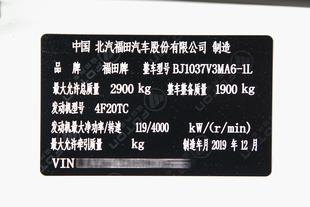 中国 北汽福田汽车股份有限公司 制造
品牌 福田牌 整车型号 BJ1037V3MA6-1L
最大允许总质量 2900 kg 整车整备质量 1900 kg
发动机型号 4F20TC
发动机最大净功率/转速 119/4000 kW/(r/min)
最大允许牵引质量 kg 制造年月 2019 年 12 月
VIN